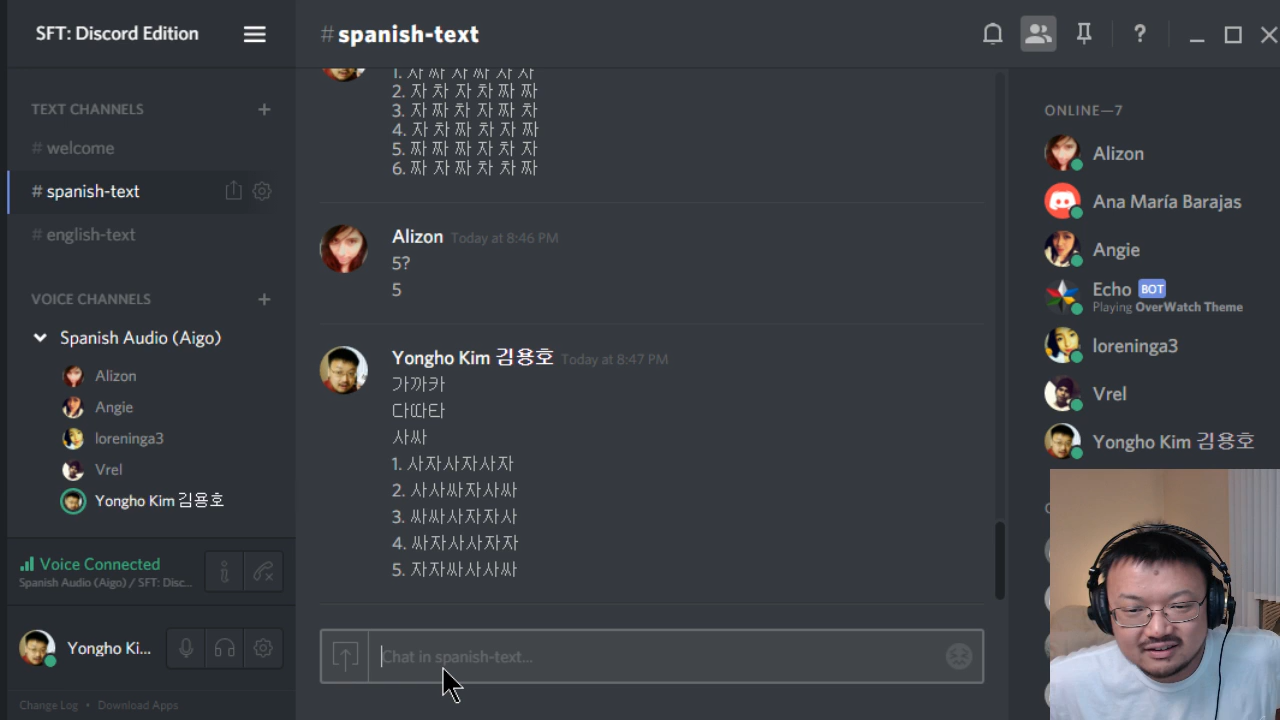 SFT: Discord Edition
TEXT CHANNELS
# welcome
# spanish-text
# english-text
VOICE CHANNELS
Spanish Audio (Aigo)
Alizon
Angie
loreninga3
Vrel
Yongho Kim 김용호
Voice Connected
Spanish Audio (Aigo) / SFT: Disc...
Yongho Ki...
Change Log • Download Apps
#spanish-text
2. 자 차 자 차 짜 짜
3. 자 짜 차 자 짜 차
4. 자 차 짜 차 자 짜
5. 짜 짜 짜 자 차 자
6. 짜 자 짜 차 차 짜
Alizon Today at 8:46 PM
5?
5
Yongho Kim 김용호 Today at 8:47 PM
가까카
다따타
사싸
1. 사자사자사자
2. 사사싸자사싸
3. 싸싸사자자사
4. 싸자사사자자
5. 자자싸사사싸
Chat in spanish-text...
?
ONLINE—7
Alizon
Ana María Barajas
Angie
Echo BOT
Playing OverWatch Theme
loreninga3
Vrel
Yongho Kim 김용호